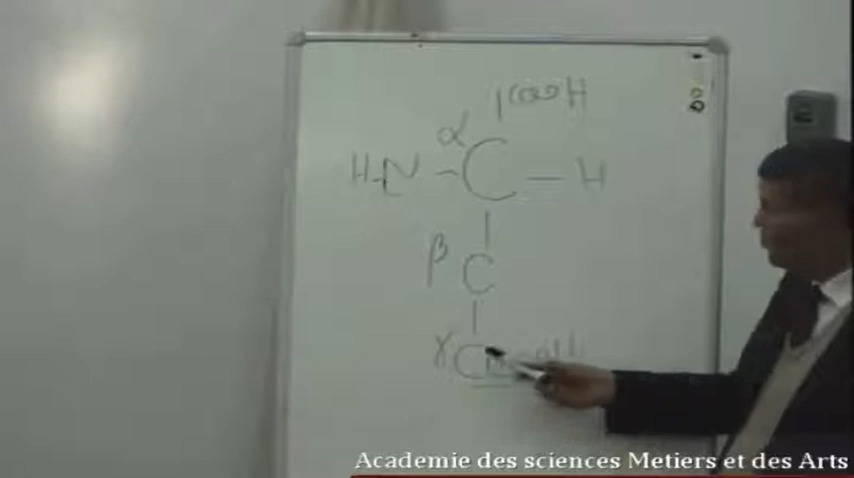 COOH
α
H₂N - C - H
β C
γ C
Academie des sciences Metiers et des Arts